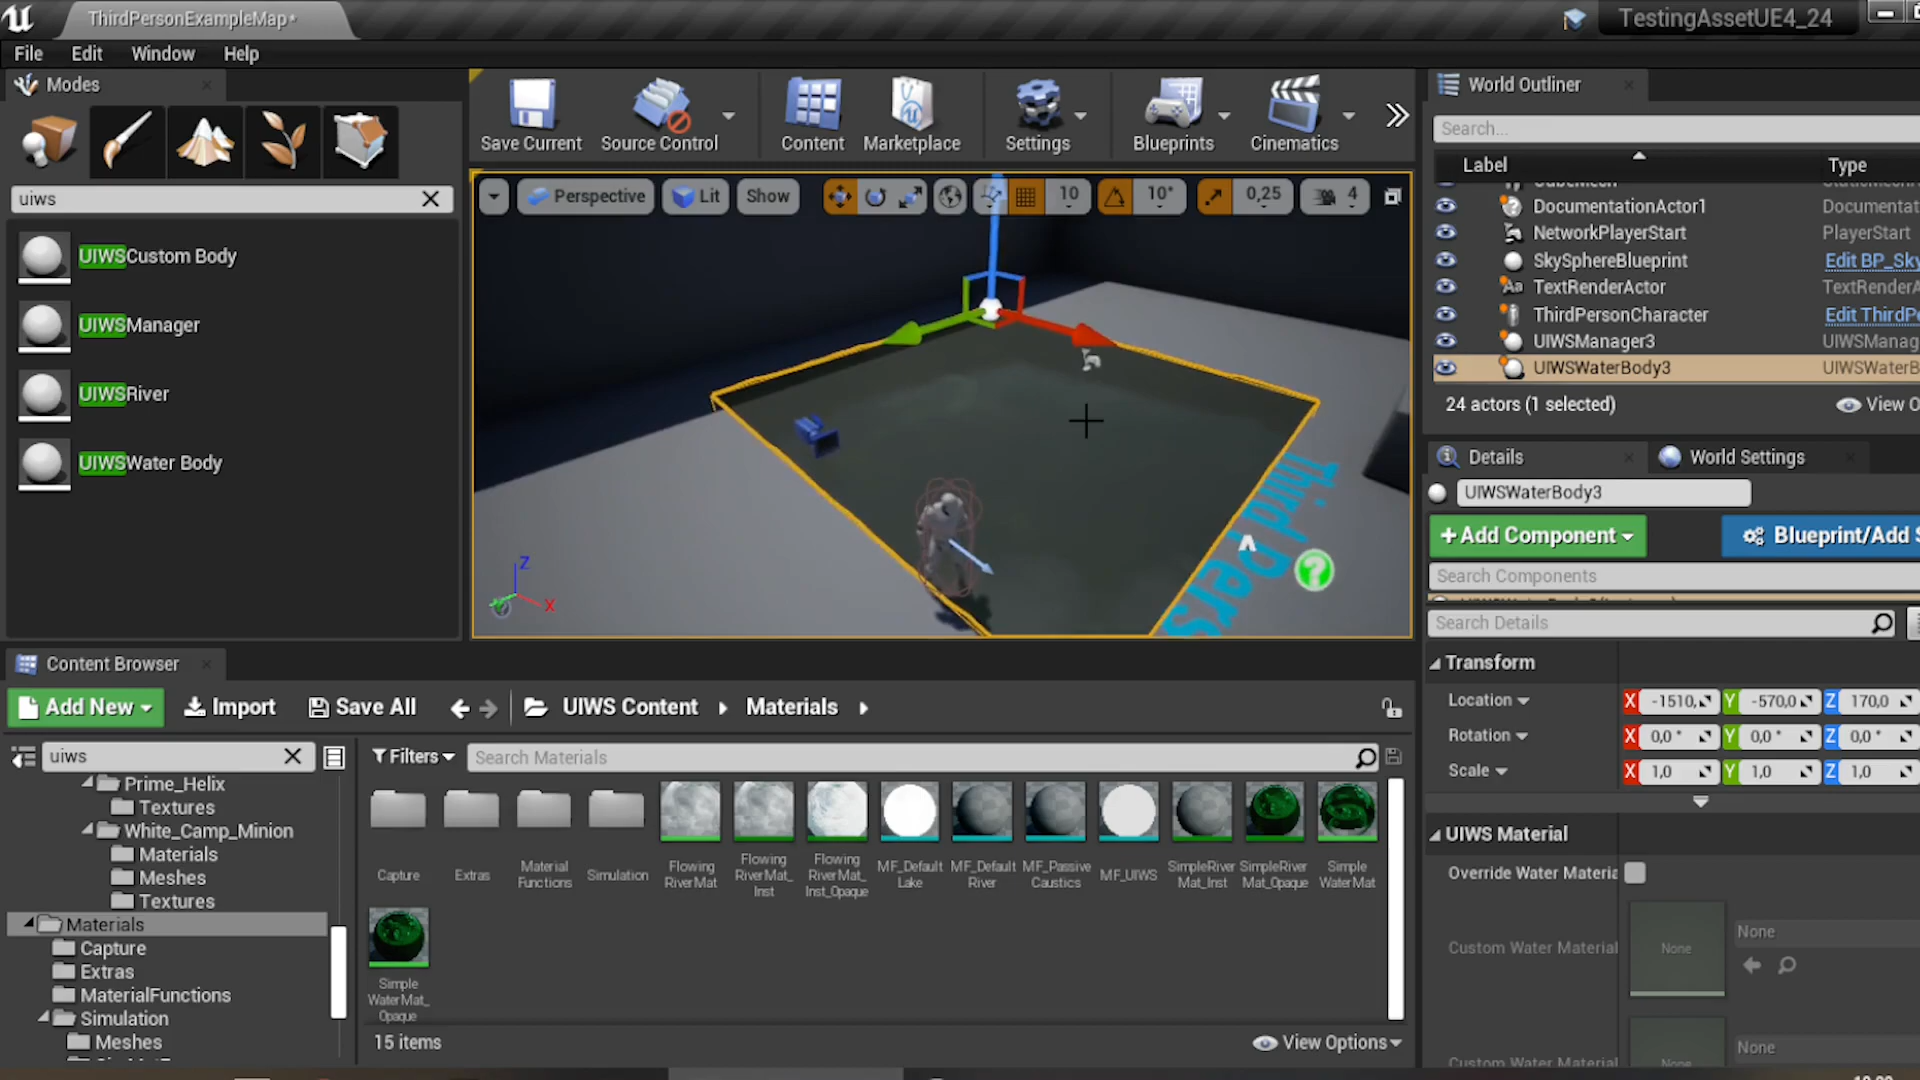 ThirdPersonExampleMap*
TestingAssetUE4_24
File Edit Window Help
Modes
uiws
UIWSCustom Body
UIWSManager
UIWSRiver
UIWSWater Body
Save Current
Source Control
Content
Marketplace
Settings
Blueprints
Cinematics
Perspective
Lit
Show
10
10°
0,25
4
Third Pers
Z
X
World Outliner
Search...
Label
Type
DocumentationActor1 Documentat
NetworkPlayerStart PlayerStart
SkySphereBlueprint Edit BP_Sky
TextRenderActor TextRenderA
ThirdPersonCharacter Edit ThirdPe
UIWSManager3 UIWSManag
UIWSWaterBody3 UIWSWaterB
24 actors (1 selected)
View O
Details
World Settings
UIWSWaterBody3
+Add Component
Blueprint/Add S
Search Components
Search Details
Transform
Location X -1510, Y -570,0 Z 170,0
Rotation X 0,0 ° Y 0,0 ° Z 0,0 °
Scale X 1,0 Y 1,0 Z 1,0
UIWS Material
Override Water Materia
Custom Water Material
None
None
Custom Water Material
None
None
Content Browser
Add New
Import
Save All
UIWS Content
Materials
uiws
Filters
Search Materials
Prime_Helix
Textures
White_Camp_Minion
Materials
Meshes
Textures
Materials
Capture
Extras
MaterialFunctions
Simulation
Meshes
Capture
Extras
Material Functions
Simulation
Flowing RiverMat
Flowing RiverMat_ Inst
Flowing RiverMat_ Inst_Opaque
MF_Default Lake
MF_Default River
MF_Passive Caustics
MF_UIWS
SimpleRiver Mat_Inst
SimpleRiver Mat_Opaque
Simple WaterMat
Simple WaterMat_ Opaque
15 items
View Options